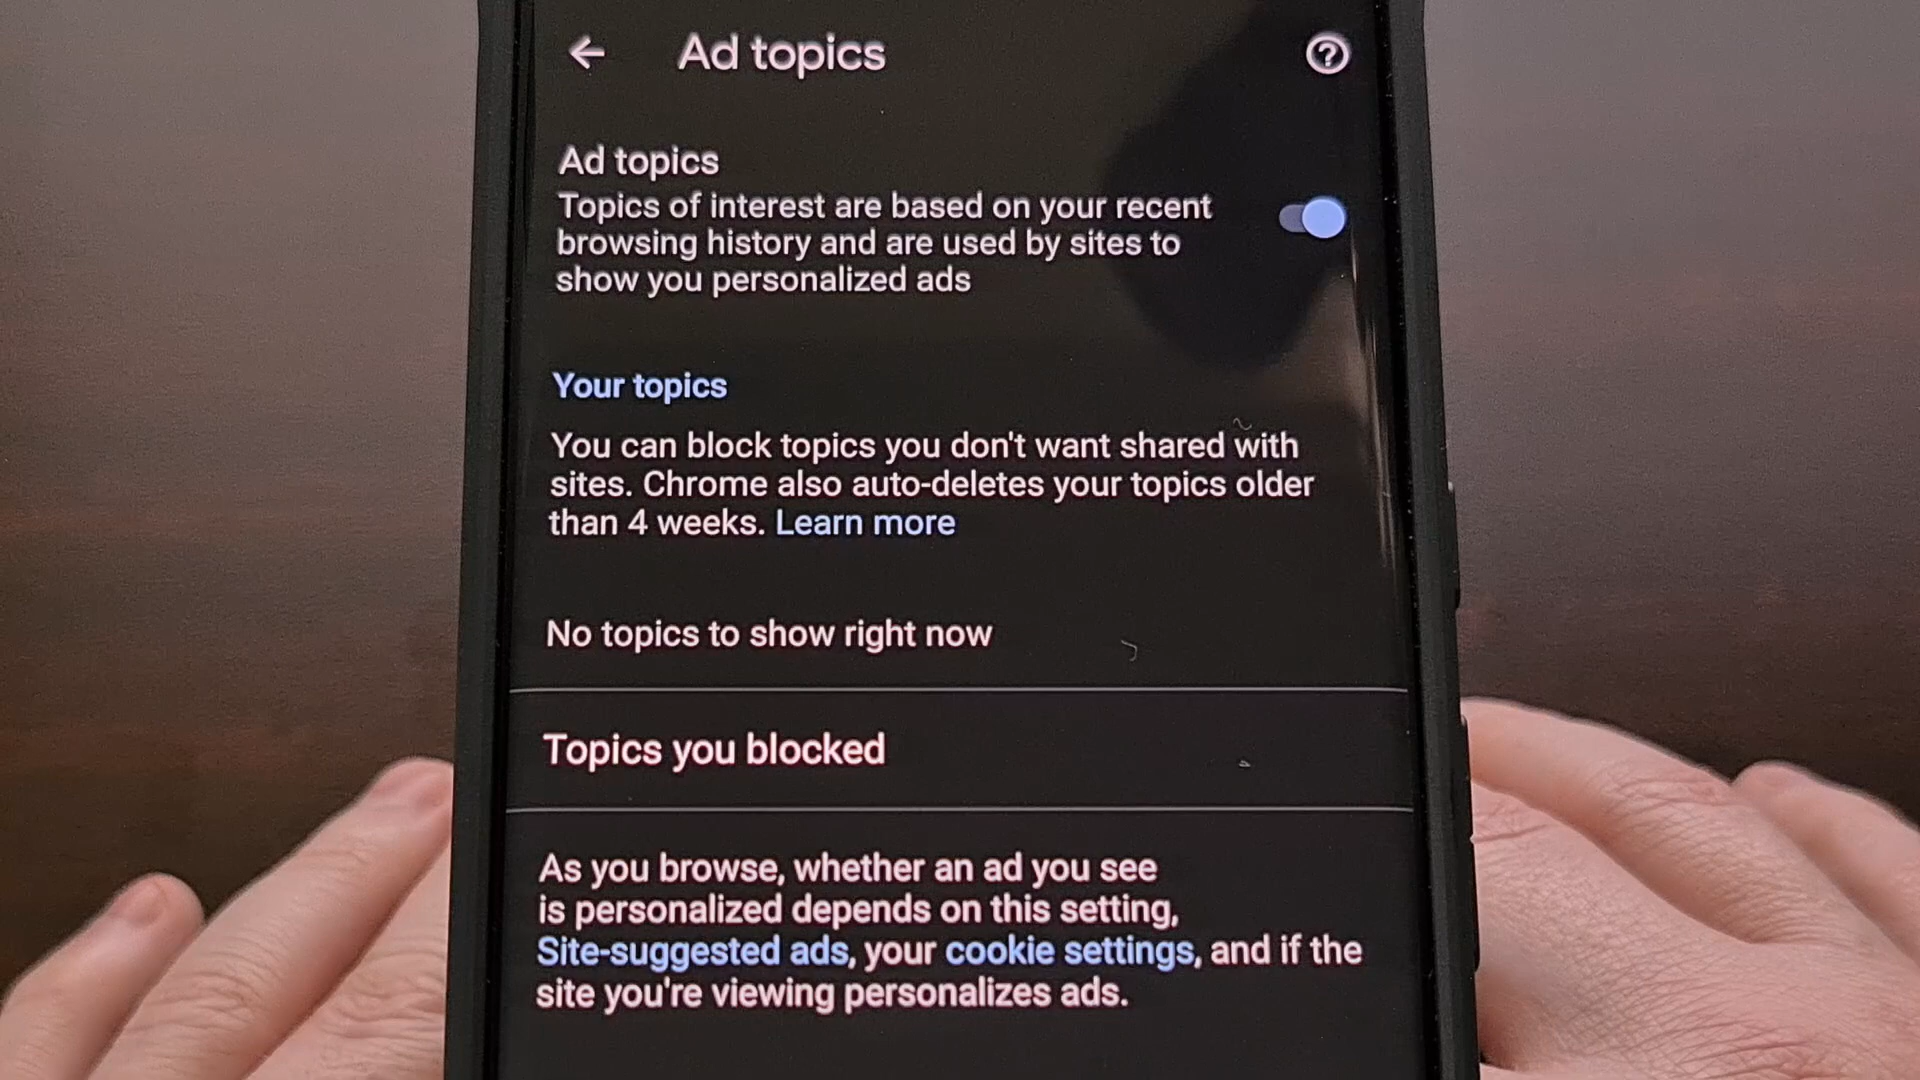 Ad topics
Ad topics
Topics of interest are based on your recent
browsing history and are used by sites to
show you personalized ads
Your topics
You can block topics you don't want shared with
sites. Chrome also auto-deletes your topics older
than 4 weeks. Learn more
No topics to show right now
Topics you blocked
As you browse, whether an ad you see
is personalized depends on this setting,
Site-suggested ads, your cookie settings, and if the
site you're viewing personalizes ads.